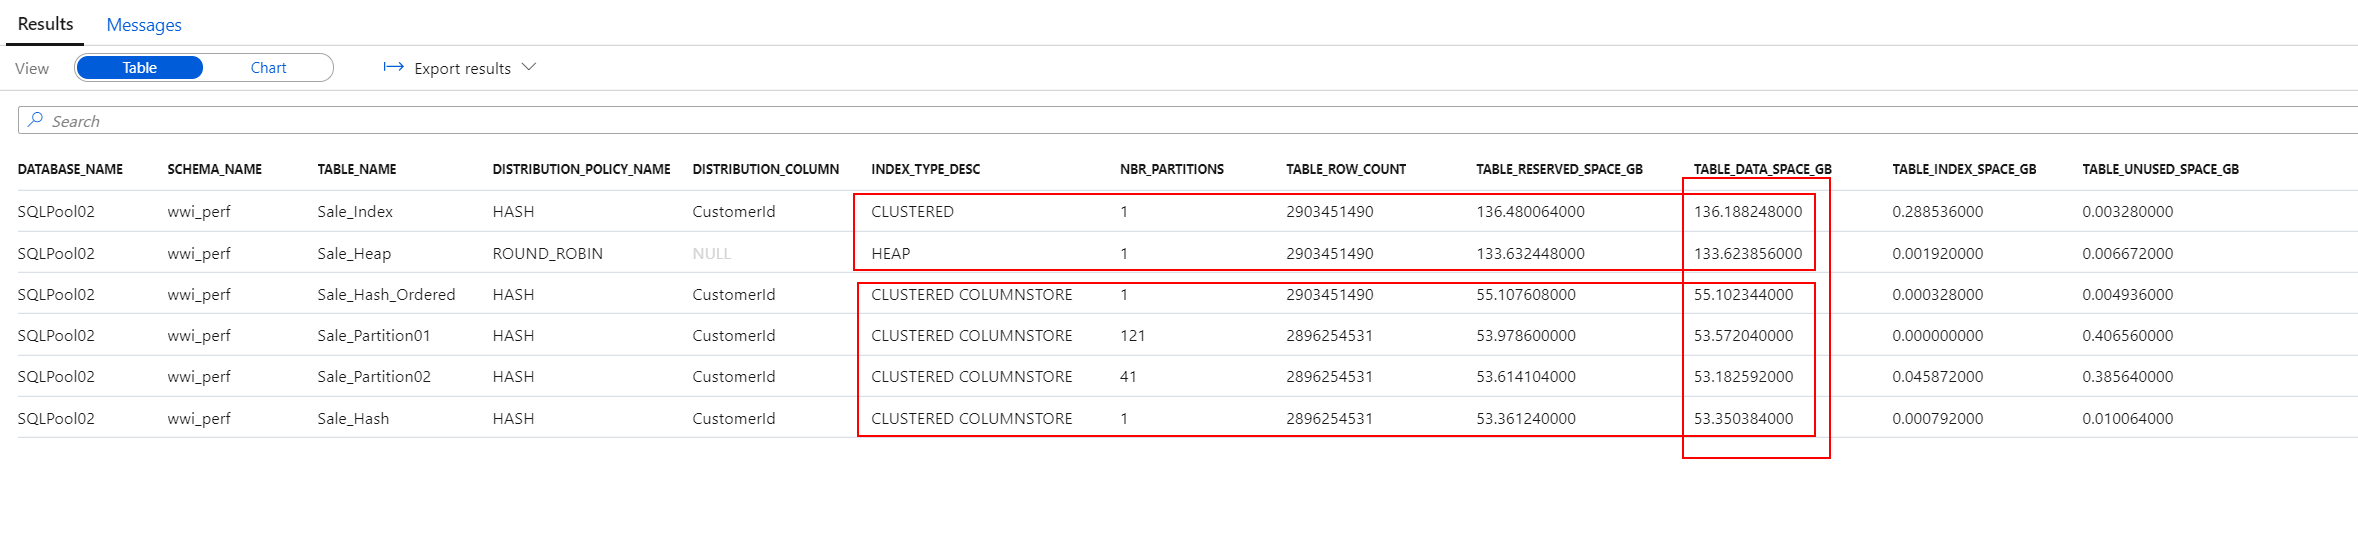 Results Messages
View Table Chart Export results
Search
DATABASE_NAME SCHEMA_NAME TABLE_NAME DISTRIBUTION_POLICY_NAME DISTRIBUTION_COLUMN INDEX_TYPE_DESC NBR_PARTITIONS TABLE_ROW_COUNT TABLE_RESERVED_SPACE_GB TABLE_DATA_SPACE_GB TABLE_INDEX_SPACE_GB TABLE_UNUSED_SPACE_GB
SQLPool02 wwi_perf Sale_Index HASH CustomerId CLUSTERED 1 2903451490 136.480064000 136.188248000 0.288536000 0.003280000
SQLPool02 wwi_perf Sale_Heap ROUND_ROBIN NULL HEAP 1 2903451490 133.632448000 133.623856000 0.001920000 0.006672000
SQLPool02 wwi_perf Sale_Hash_Ordered HASH CustomerId CLUSTERED COLUMNSTORE 1 2903451490 55.107608000 55.102344000 0.000328000 0.004936000
SQLPool02 wwi_perf Sale_Partition01 HASH CustomerId CLUSTERED COLUMNSTORE 121 2896254531 53.978600000 53.572040000 0.000000000 0.406560000
SQLPool02 wwi_perf Sale_Partition02 HASH CustomerId CLUSTERED COLUMNSTORE 41 2896254531 53.614104000 53.182592000 0.045872000 0.385640000
SQLPool02 wwi_perf Sale_Hash HASH CustomerId CLUSTERED COLUMNSTORE 1 2896254531 53.361240000 53.350384000 0.000792000 0.010064000